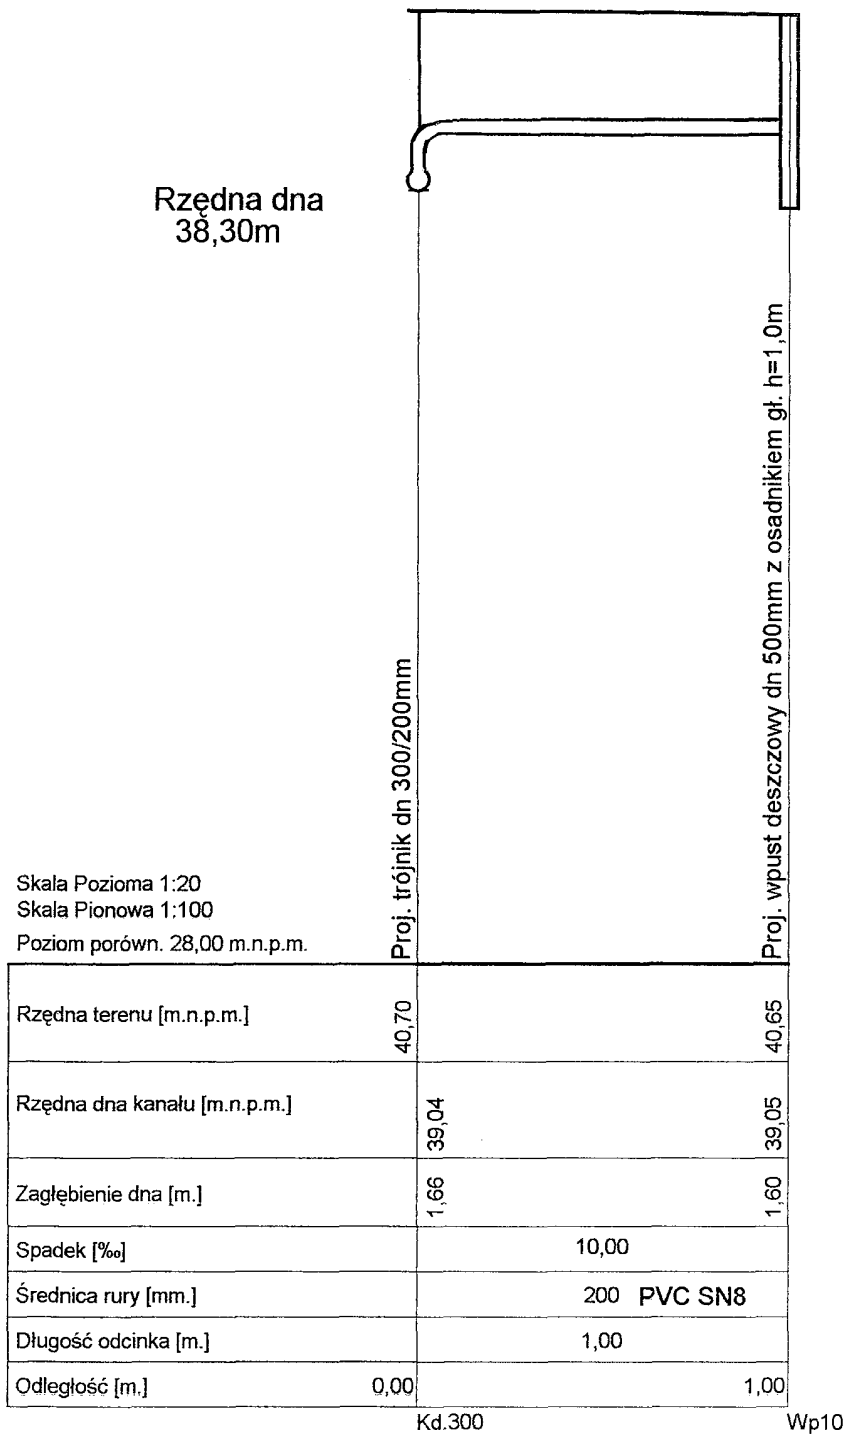 Rzędna dna
38,30m
Proj. trójnik dn 300/200mm
Proj. wpust deszczowy dn 500mm z osadnikiem gł. h=1,0m
Skala Pozioma 1:20
Skala Pionowa 1:100
Poziom porówn. 28,00 m.n.p.m.
Rzędna terenu [m.n.p.m.] 40,70 40,65
Rzędna dna kanału [m.n.p.m.] 39,04 39,05
Zagłębienie dna [m.] 1,66 1,60
Spadek [‰] 10,00
Średnica rury [mm.] 200 PVC SN8
Długość odcinka [m.] 1,00
Odległość [m.] 0,00 1,00
Kd.300 Wp10